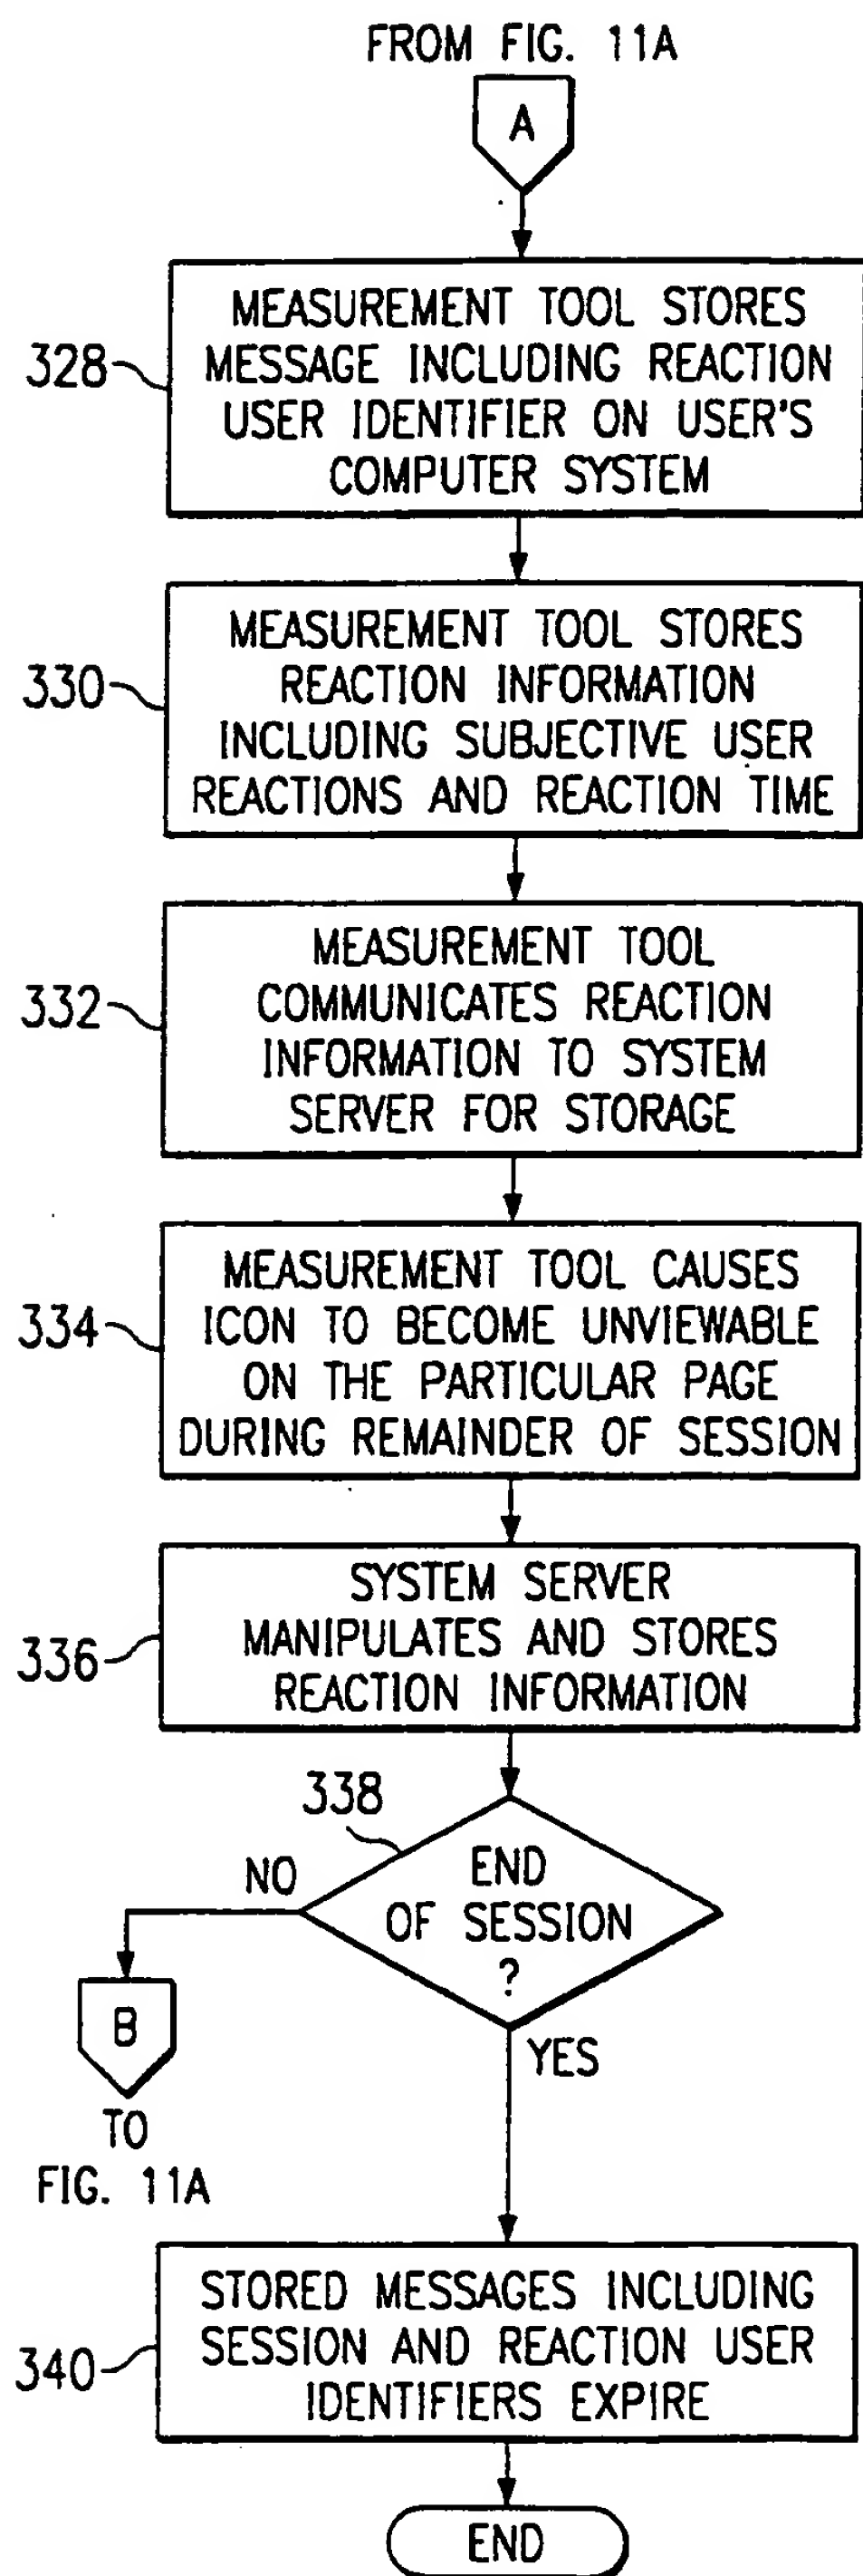 FROM FIG. 11A
A
328
MEASUREMENT TOOL STORES
MESSAGE INCLUDING REACTION
USER IDENTIFIER ON USER'S
COMPUTER SYSTEM
330
MEASUREMENT TOOL STORES
REACTION INFORMATION
INCLUDING SUBJECTIVE USER
REACTIONS AND REACTION TIME
332
MEASUREMENT TOOL
COMMUNICATES REACTION
INFORMATION TO SYSTEM
SERVER FOR STORAGE
334
MEASUREMENT TOOL CAUSES
ICON TO BECOME UNVIEWABLE
ON THE PARTICULAR PAGE
DURING REMAINDER OF SESSION
336
SYSTEM SERVER
MANIPULATES AND STORES
REACTION INFORMATION
338
END
OF SESSION
?
NO
B
TO
FIG. 11A
YES
340
STORED MESSAGES INCLUDING
SESSION AND REACTION USER
IDENTIFIERS EXPIRE
END